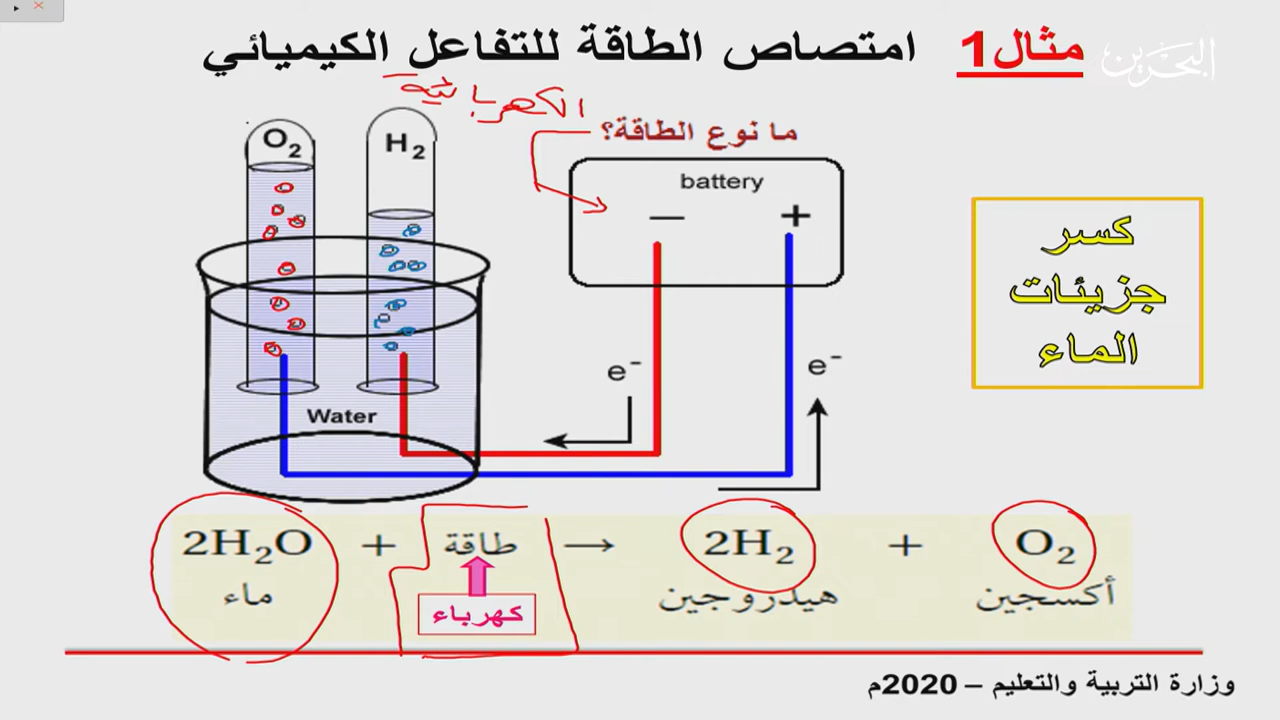 مثال1 امتصاص الطاقة للتفاعل الكيميائي
البحرين
الكهربائية
ما نوع الطاقة؟
O2
H2
battery
− +
كسر
جزيئات
الماء
e−
e−
Water
2H2O + طاقة → 2H2 + O2
ماء
كهرباء
هيدروجين
أكسجين
وزارة التربية والتعليم – 2020م